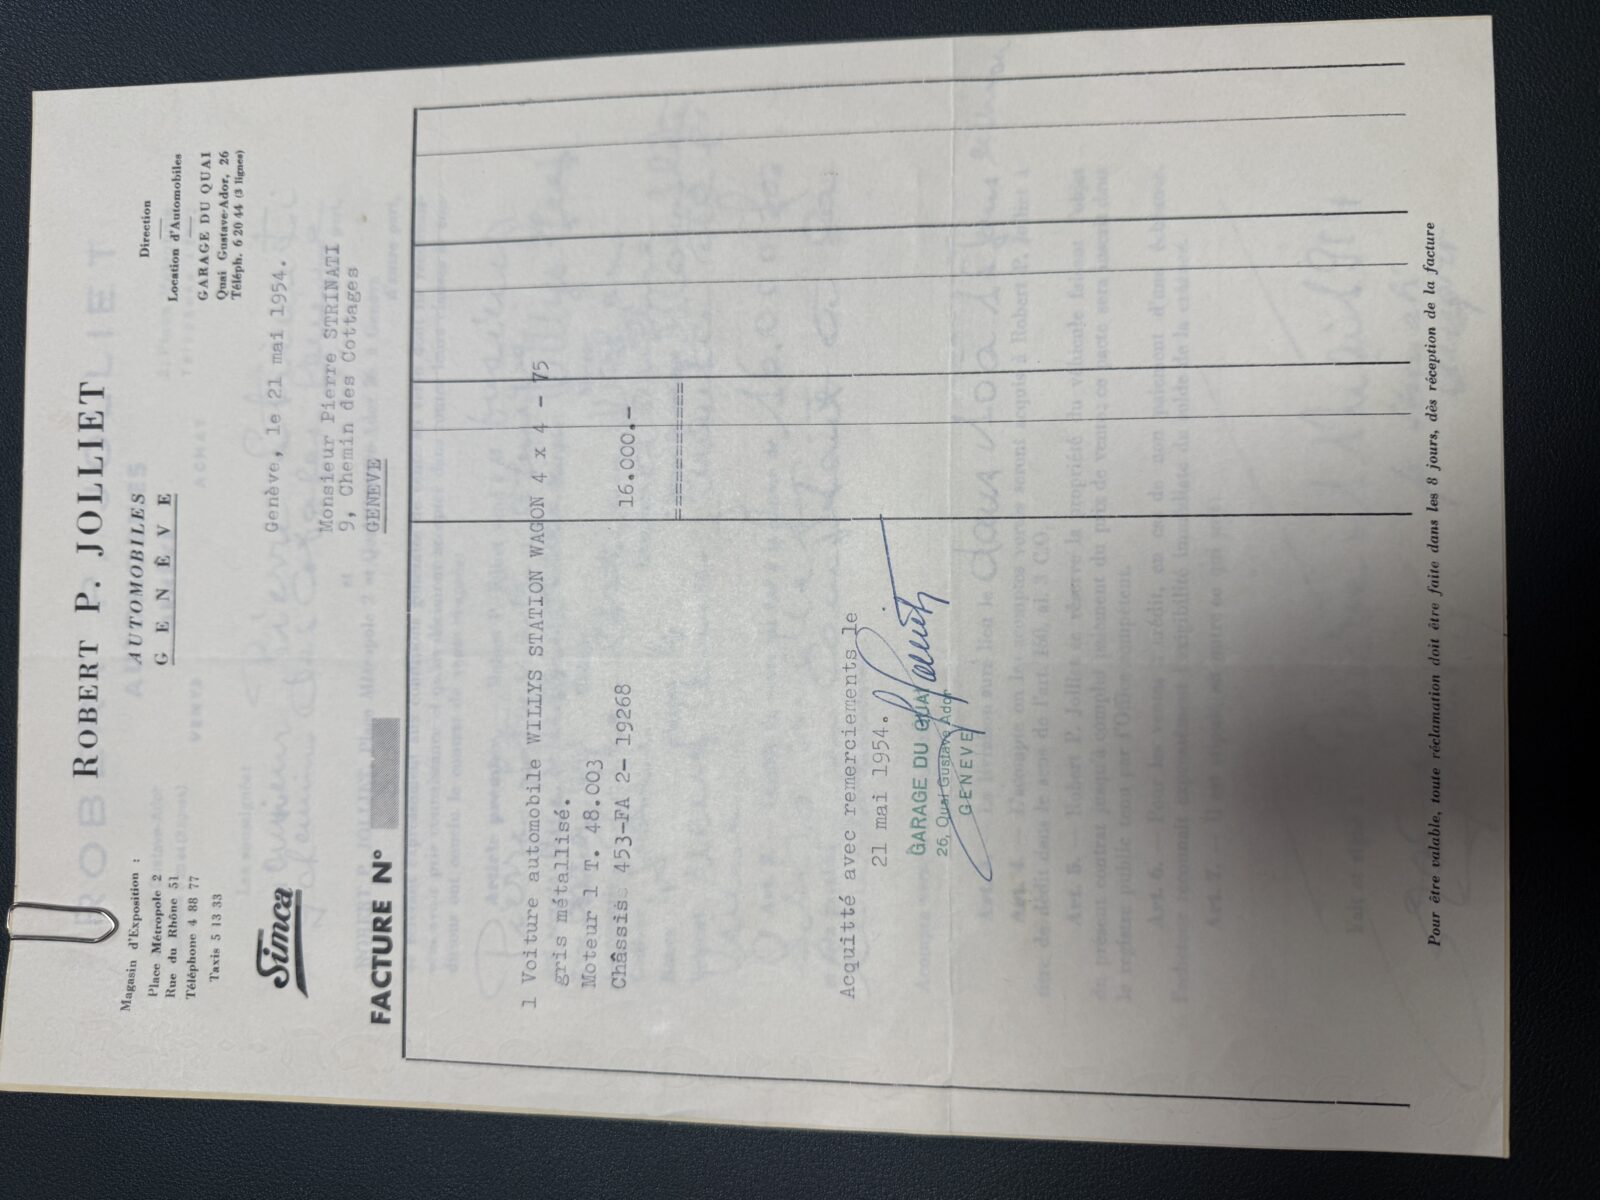 ROBERT P. JOLLIET
AUTOMOBILES
GENÈVE
Magasin d'Exposition :
Place Métropole 2
Rue du Rhône 51
Téléphone 4 88 77
Taxis 5 13 33
Direction
Location d'Automobiles
GARAGE DU QUAI
Quai Gustave-Ador, 26
Téléph. 6 20 44 (3 lignes)
Simca
Genève, le 21 mai 1954.
Monsieur Pierre STRINATI
9, Chemin des Cottages
GENEVE
FACTURE N°
1 Voiture automobile WILLYS STATION WAGON 4 x 4 - 75
gris métallisé.
Moteur 1 T. 48.003
Châssis 453-FA 2- 19268 16.000.-
===========
Acquitté avec remerciements le
21 mai 1954.
GARAGE DU QUAI
26, Quai Gustave Ador
GENEVE
Pour être valable, toute réclamation doit être faite dans les 8 jours, dès réception de la facture